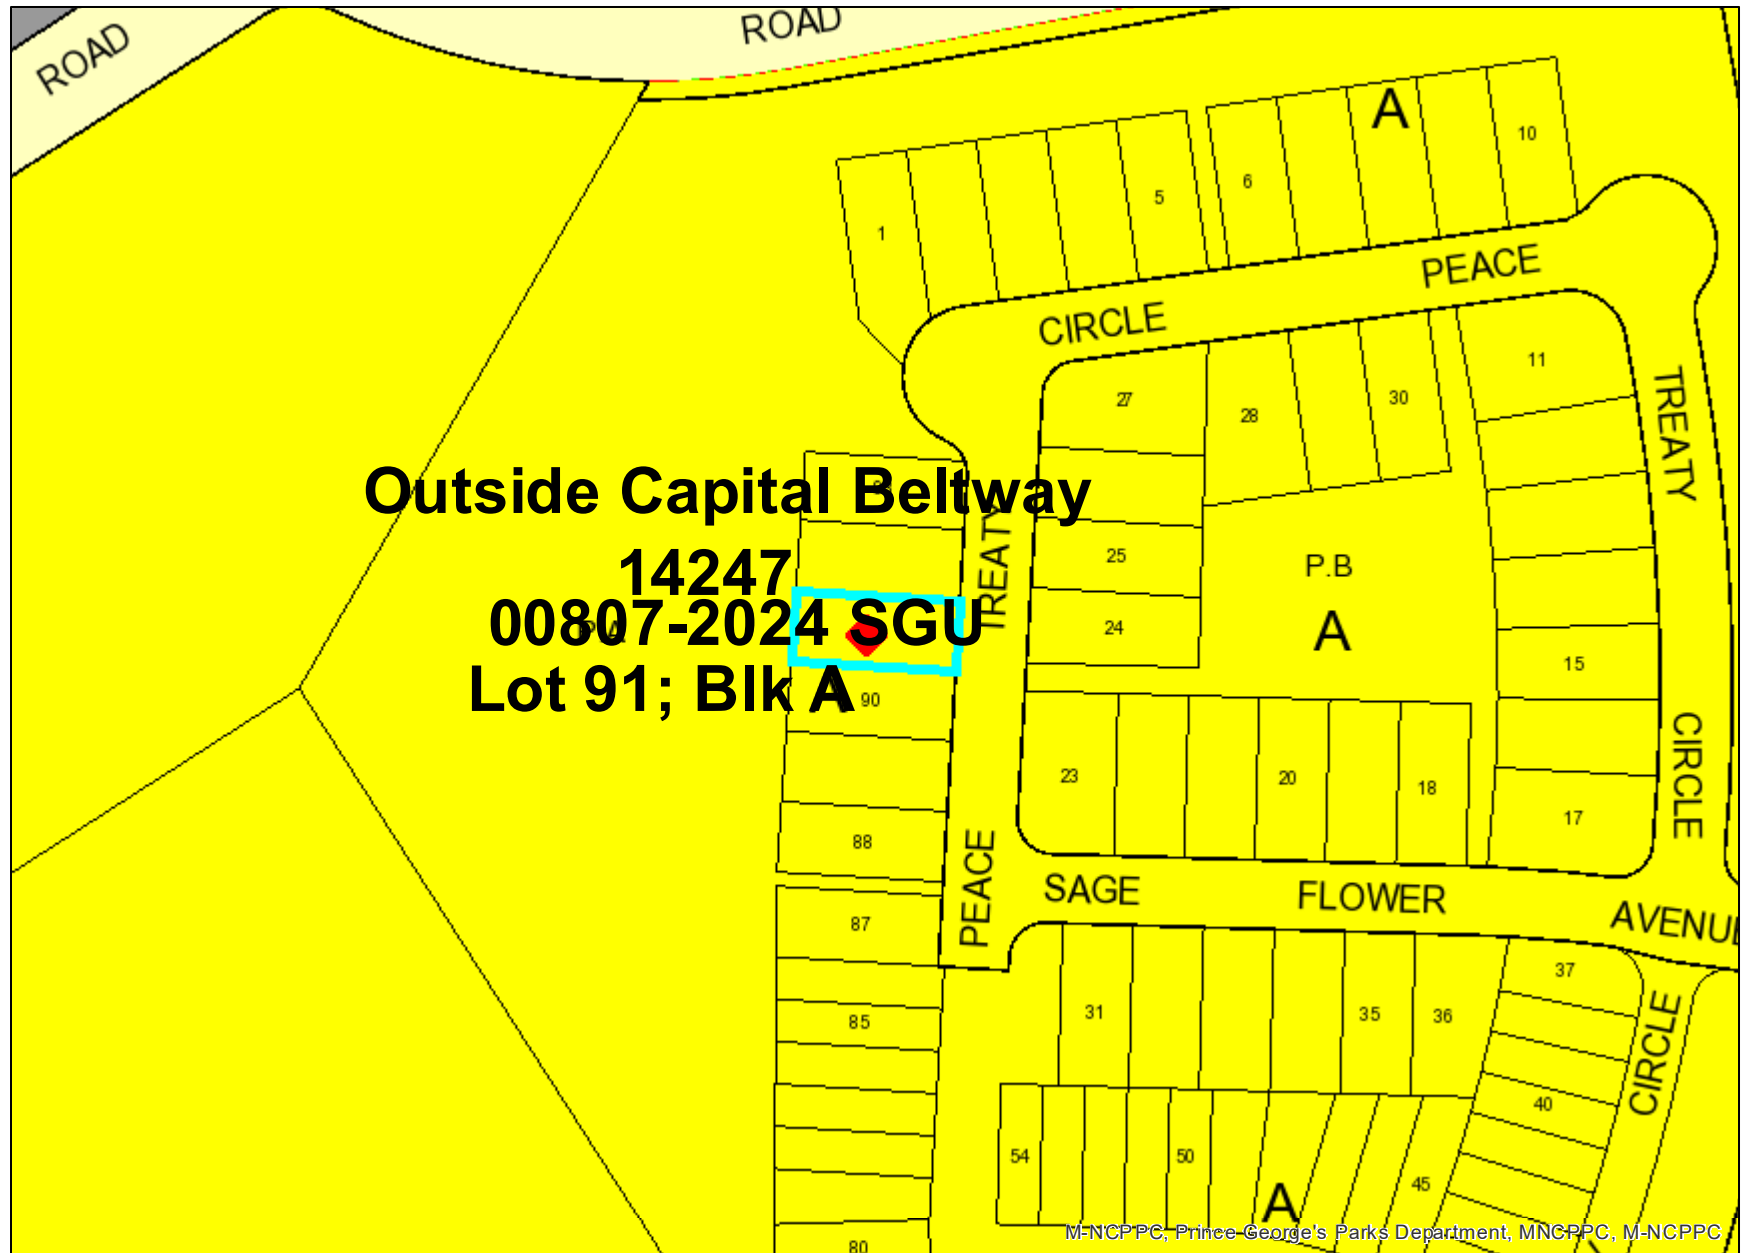 ROAD
ROAD
A
10
6
5
1
PEACE
CIRCLE
11
27
30
28
TREATY
Outside Capital Beltway
TREATY
25
P.B
14247
00807-2024 SGU
24
A
15
Lot 91; Blk A
90
CIRCLE
23
20
18
17
88
PEACE
SAGE FLOWER AVENU
87
37
31
35
36
85
CIRCLE
40
54
50
45
A
M-NCPPC, Prince George's Parks Department, MNCPPC, M-NCPPC
80